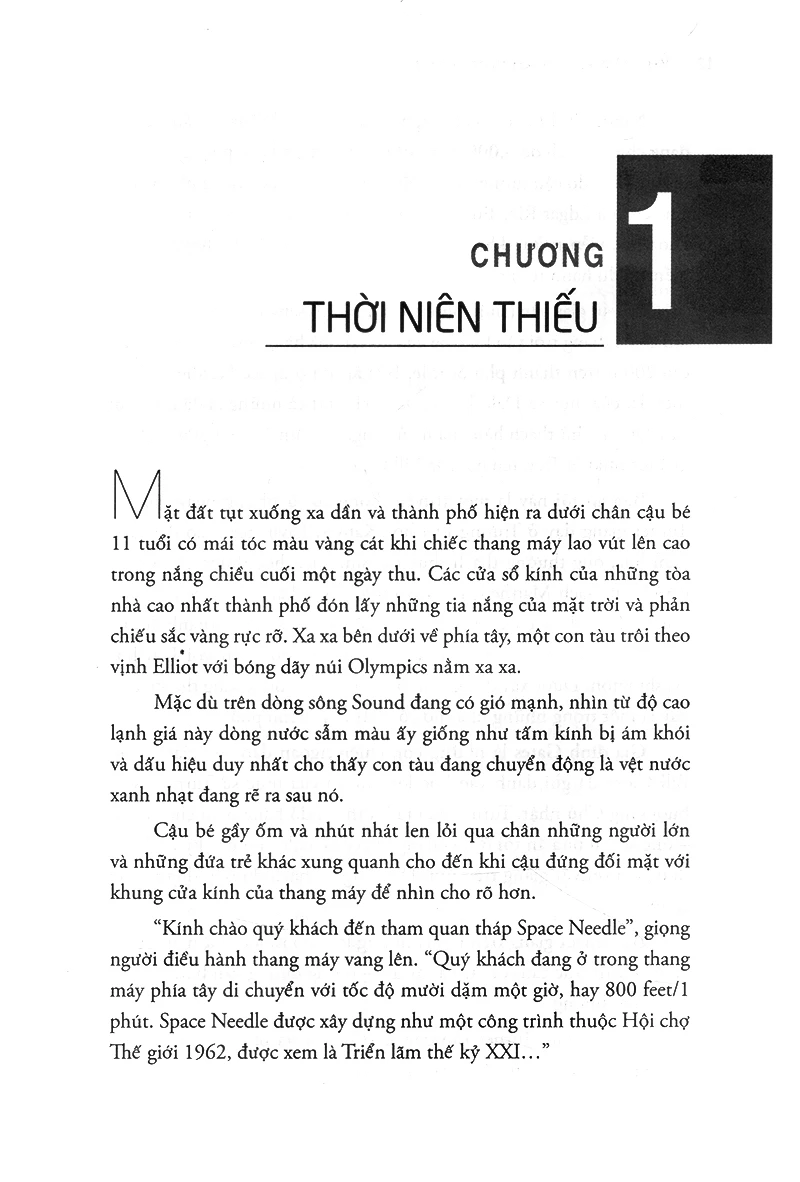 CHƯƠNG 1
THỜI NIÊN THIẾU
Mặt đất tụt xuống xa dần và thành phố hiện ra dưới chân cậu bé
11 tuổi có mái tóc màu vàng cát khi chiếc thang máy lao vút lên cao
trong nắng chiều cuối một ngày thu. Các cửa sổ kính của những tòa
nhà cao nhất thành phố đón lấy những tia nắng của mặt trời và phản
chiếu sắc vàng rực rỡ. Xa xa bên dưới về phía tây, một con tàu trôi theo
vịnh Elliot với bóng dãy núi Olympics nằm xa xa.
Mặc dù trên dòng sông Sound đang có gió mạnh, nhìn từ độ cao
lạnh giá này dòng nước sẫm màu ấy giống như tấm kính bị ám khói
và dấu hiệu duy nhất cho thấy con tàu đang chuyển động là vệt nước
xanh nhạt đang rẽ ra sau nó.
Cậu bé gầy ốm và nhút nhát len lỏi qua chân những người lớn
và những đứa trẻ khác xung quanh cho đến khi cậu đứng đối mặt với
khung cửa kính của thang máy để nhìn cho rõ hơn.
“Kính chào quý khách đến tham quan tháp Space Needle”, giọng
người điều hành thang máy vang lên. “Quý khách đang ở trong thang
máy phía tây di chuyển với tốc độ mười dặm một giờ, hay 800 feet/1
phút. Space Needle được xây dựng như một công trình thuộc Hội chợ
Thế giới 1962, được xem là Triển lãm thế kỷ XXI...”